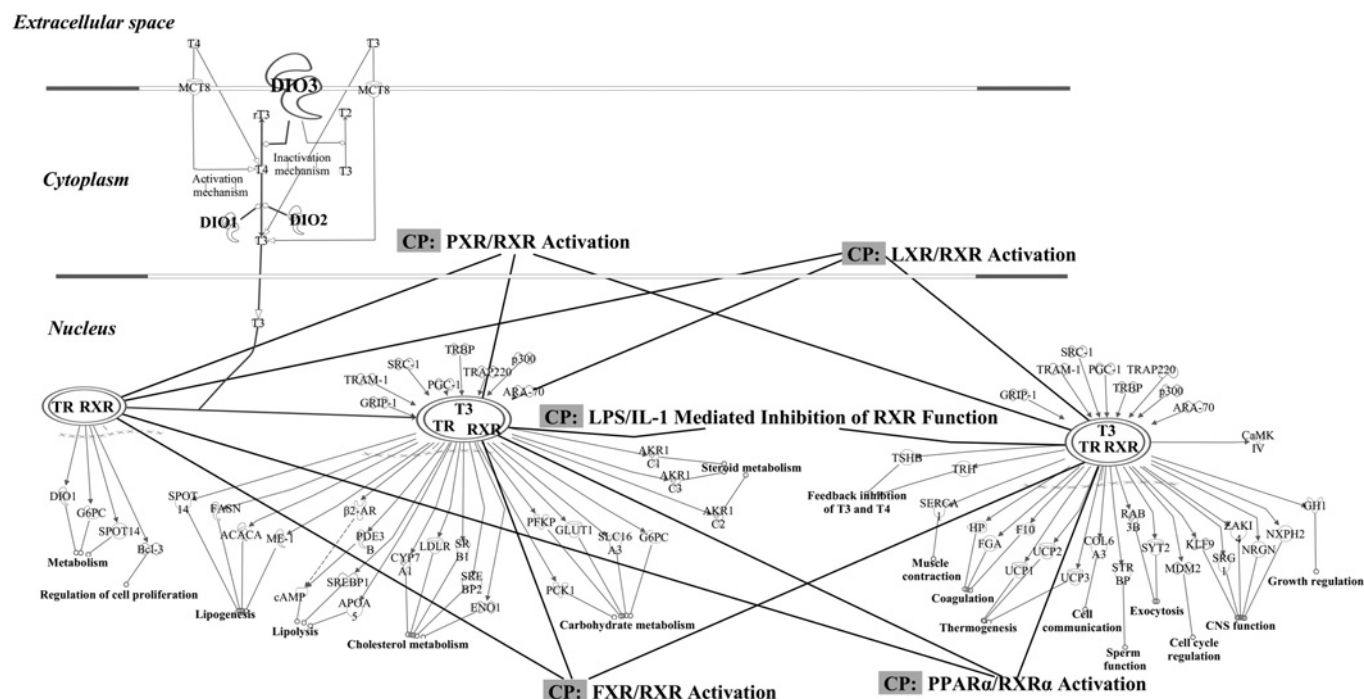 Extracellular space
T4
T3
MCT8
DIO3
MCT8
rT3
T2
Inactivation
mechanism
T4
T3
Activation
mechanism
Cytoplasm
DIO1
DIO2
T3
CP: PXR/RXR Activation
CP: LXR/RXR Activation
T3
Nucleus
TR RXR
TRBP
SRC-1
p300
TRAM-1
PGC-1
TRAP220
GRIP-1
ARA-70
T3
TR
RXR
CP: LPS/IL-1 Mediated Inhibition of RXR Function
SRC-1
TRAM-1
PGC-1
TRAP220
TRBP
GRIP-1
p300
ARA-70
T3
TR RXR
CaMK
IV
DIO1
G6PC
SPOT14
Bcl-3
Metabolism
Regulation of cell proliferation
SPOT
14
FASN
ACACA
ME-1
Lipogenesis
β2-AR
PDE3
B
cAMP
SREBP1
APOA
5
Lipolysis
CYP7
A1
LDLR
SR
B1
SRE
BP2
ENO1
Cholesterol metabolism
PFKP
GLUT1
SLC16
A3
G6PC
PCK1
Carbohydrate metabolism
AKR1
C1
AKR1
C3
AKR1
C2
Steroid metabolism
TSHB
TRH
Feedback inhibition
of T3 and T4
SERCA
1
Muscle
contraction
HP
FGA
F10
Coagulation
UCP2
UCP1
UCP3
Thermogenesis
COL6
A3
Cell
communication
RAB
3B
STR
BP
Sperm
function
SYT2
Exocytosis
MDM2
Cell cycle
regulation
KLF9
SRG
1
ZAKI
4
NRGN
NXPH2
CNS function
GH1
Growth regulation
CP: FXR/RXR Activation
CP: PPARα/RXRα Activation